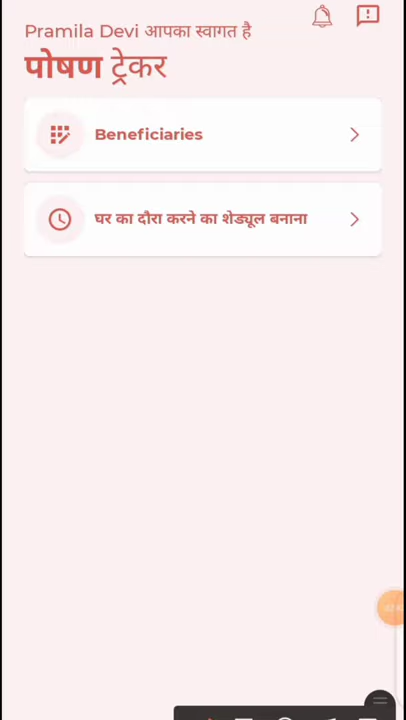 Pramila Devi आपका स्वागत है
पोषण ट्रेकर
Beneficiaries
घर का दौरा करने का शेड्यूल बनाना